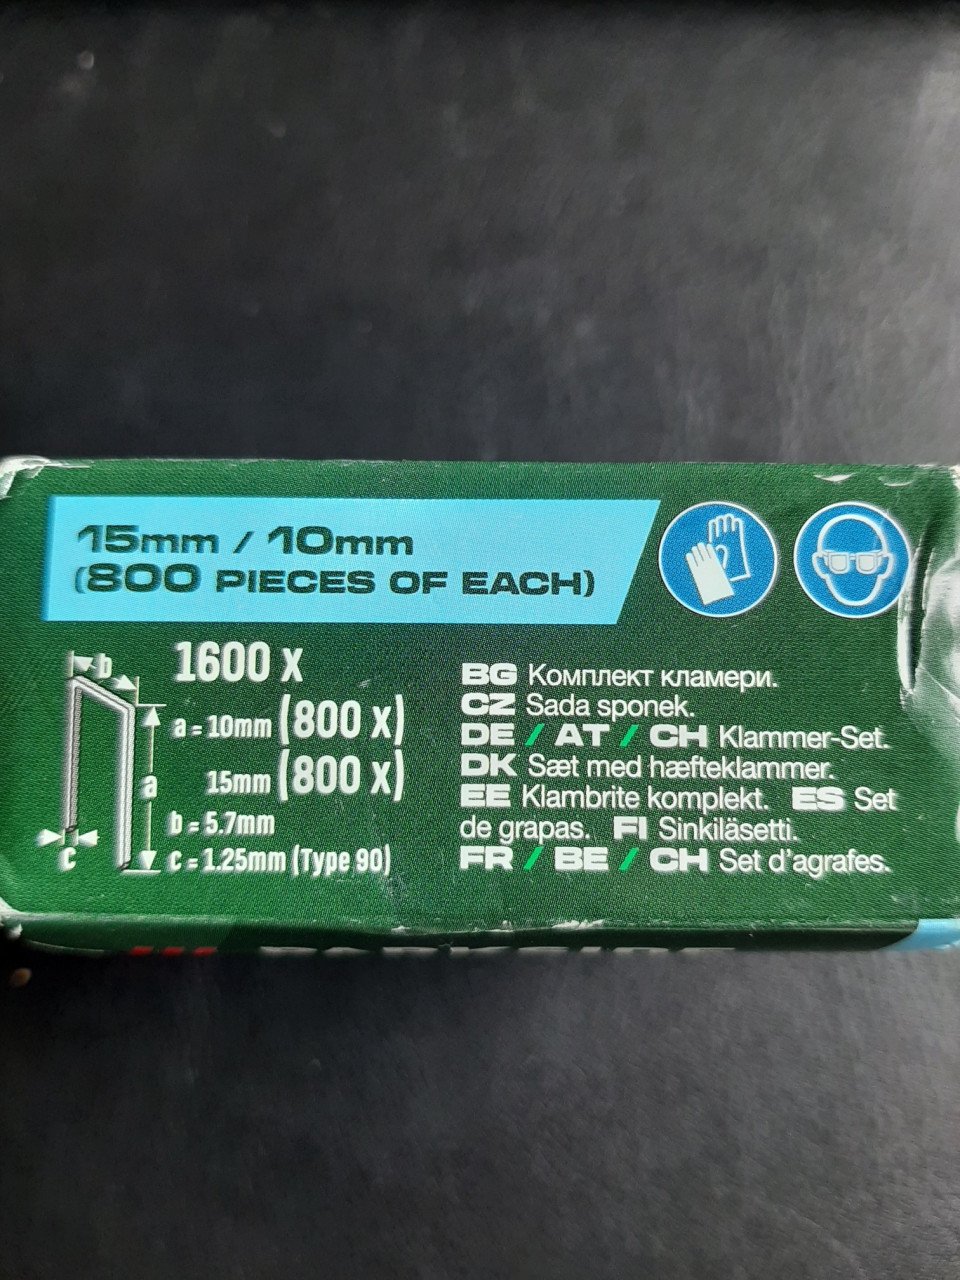 15mm / 10mm
(800 PIECES OF EACH)
b
1600 x
a = 10mm (800 x)
15mm (800 x)
a
b = 5.7mm
c
c = 1.25mm (Type 90)
BG Комплект кламери.
CZ Sada sponek.
DE / AT / CH Klammer-Set.
DK Sæt med hæfteklammer.
EE Klambrite komplekt. ES Set
de grapas. FI Sinkiläsetti.
FR / BE / CH Set d'agrafes.